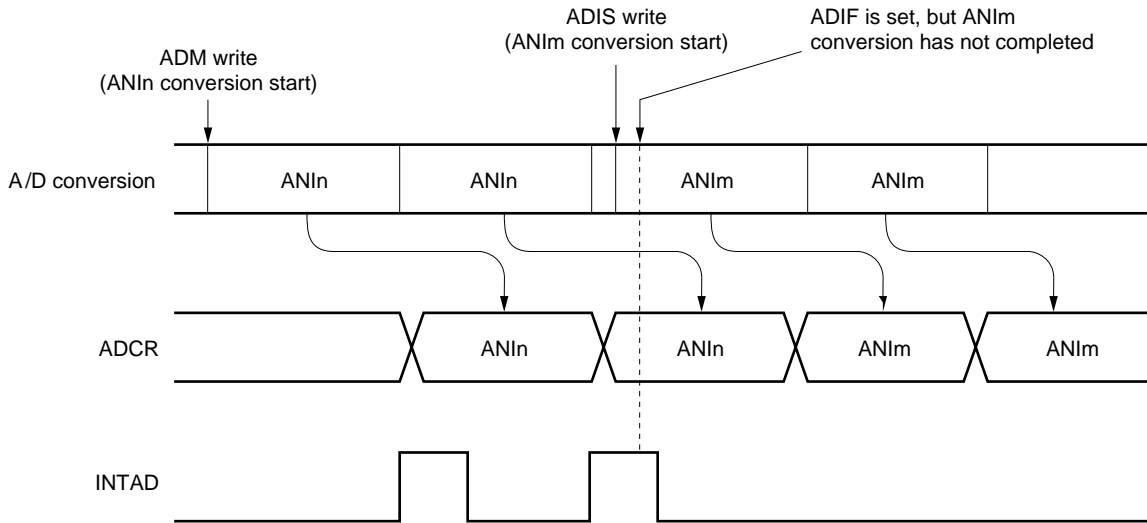 ADIS write
(ANIm conversion start)
ADIF is set, but ANIm
conversion has not completed
ADM write
(ANIn conversion start)
A/D conversion
ANIn
ANIn
ANIm
ANIm
ADCR
ANIn
ANIn
ANIm
ANIm
INTAD